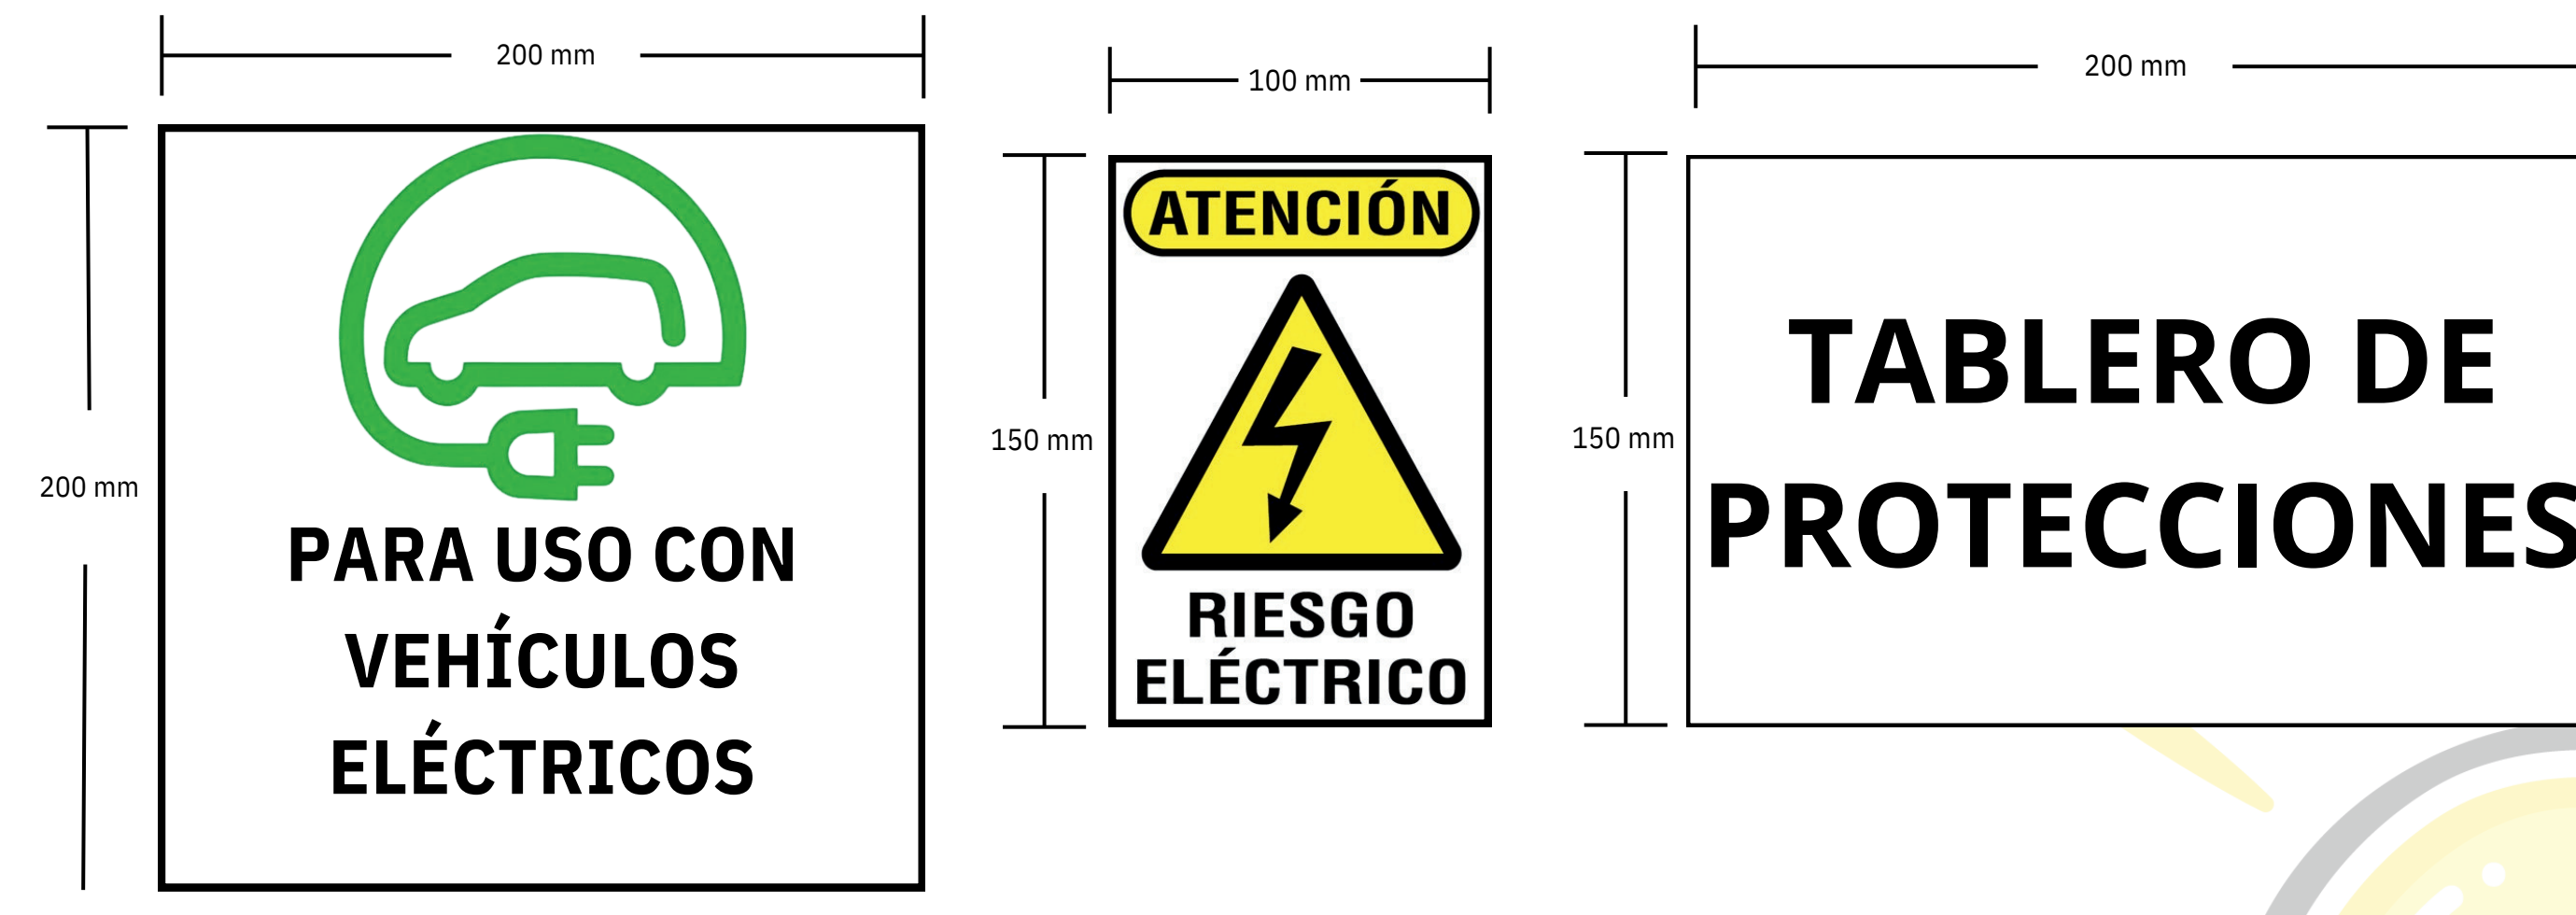 200 mm
200 mm
PARA USO CON
VEHÍCULOS
ELÉCTRICOS
100 mm
150 mm
ATENCIÓN
RIESGO
ELÉCTRICO
200 mm
150 mm
TABLERO DE
PROTECCIONES